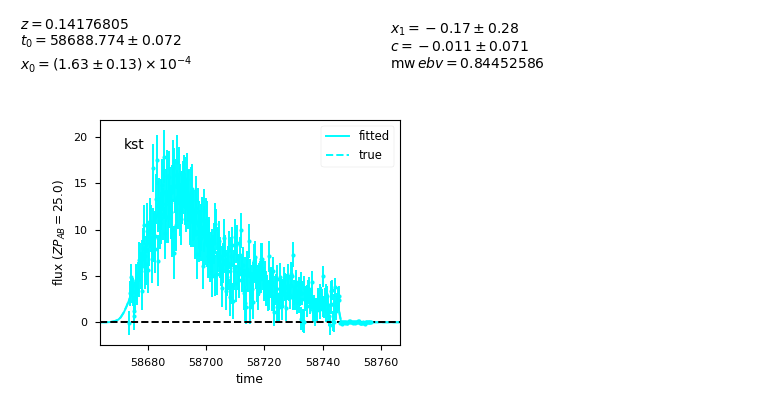 z = 0.14176805
t₀ = 58688.774 ± 0.072
x₀ = (1.63 ± 0.13) × 10⁻⁴
x₁ = −0.17 ± 0.28
c = −0.011 ± 0.071
mw ebv = 0.84452586
kst
fitted
true
20
15
10
5
0
flux (ZP_AB = 25.0)
58680 58700 58720 58740 58760
time